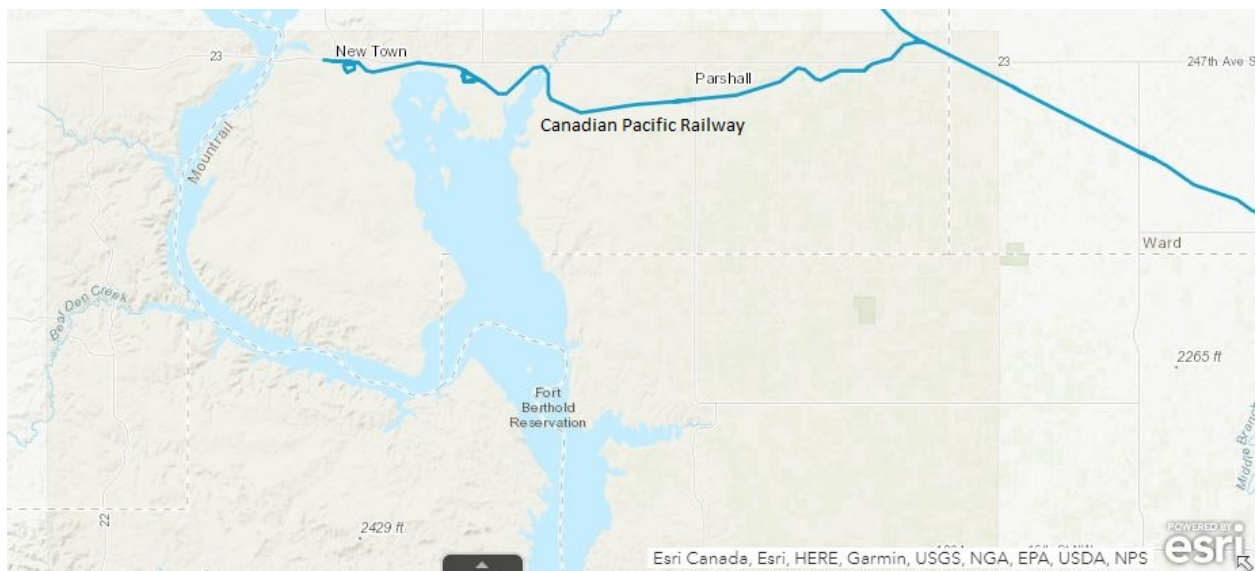 23
New Town
23
247th Ave S
Parshall
Canadian Pacific Railway
Mountrail
Ward
Bear Den Creek
2265 ft
Fort
Berthold
Reservation
Middle Branch
22
2429 ft
Esri Canada, Esri, HERE, Garmin, USGS, NGA, EPA, USDA, NPS
POWERED BY
esri